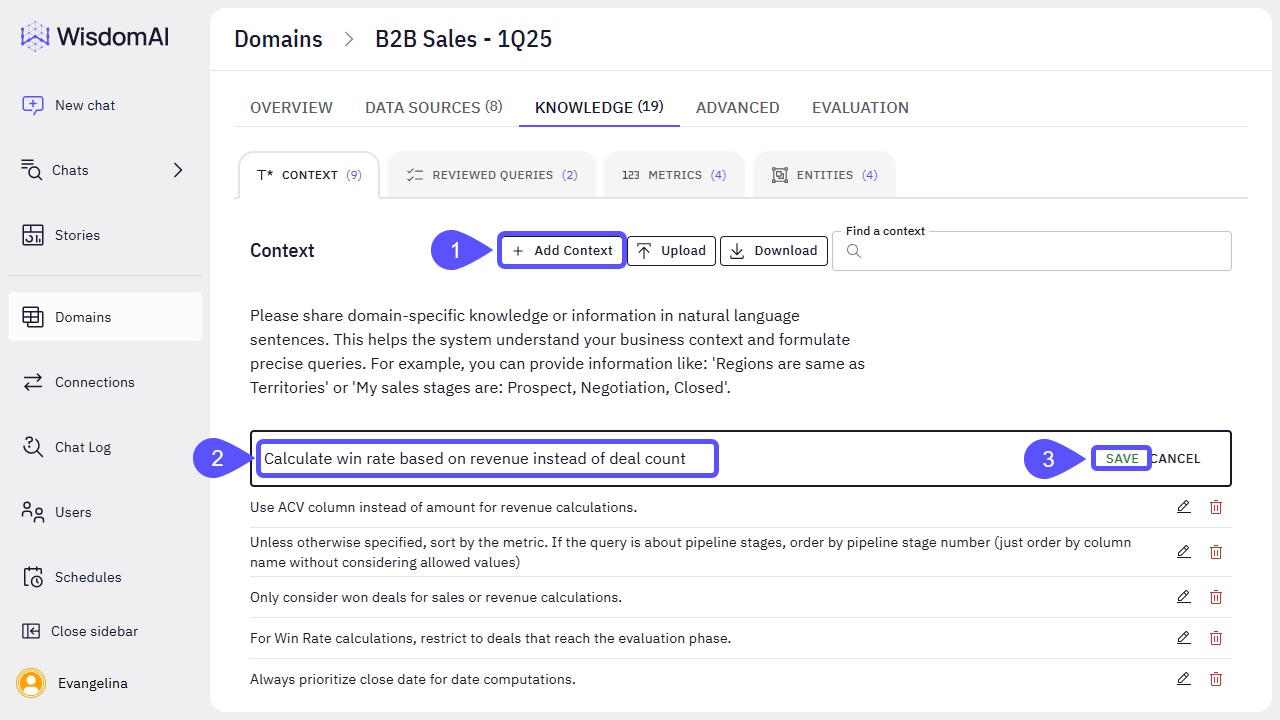 WisdomAI
New chat
Chats
Stories
Domains
Connections
Chat Log
Users
Schedules
Close sidebar
Evangelina
Domains > B2B Sales - 1Q25
OVERVIEW DATA SOURCES (8) KNOWLEDGE (19) ADVANCED EVALUATION
T* CONTEXT (9) REVIEWED QUERIES (2) 123 METRICS (4) ENTITIES (4)
Context 1 + Add Context Upload Download Find a context
Please share domain-specific knowledge or information in natural language
sentences. This helps the system understand your business context and formulate
precise queries. For example, you can provide information like: 'Regions are same as
Territories' or 'My sales stages are: Prospect, Negotiation, Closed'.
2 Calculate win rate based on revenue instead of deal count 3 SAVE CANCEL
Use ACV column instead of amount for revenue calculations.
Unless otherwise specified, sort by the metric. If the query is about pipeline stages, order by pipeline stage number (just order by column
name without considering allowed values)
Only consider won deals for sales or revenue calculations.
For Win Rate calculations, restrict to deals that reach the evaluation phase.
Always prioritize close date for date computations.